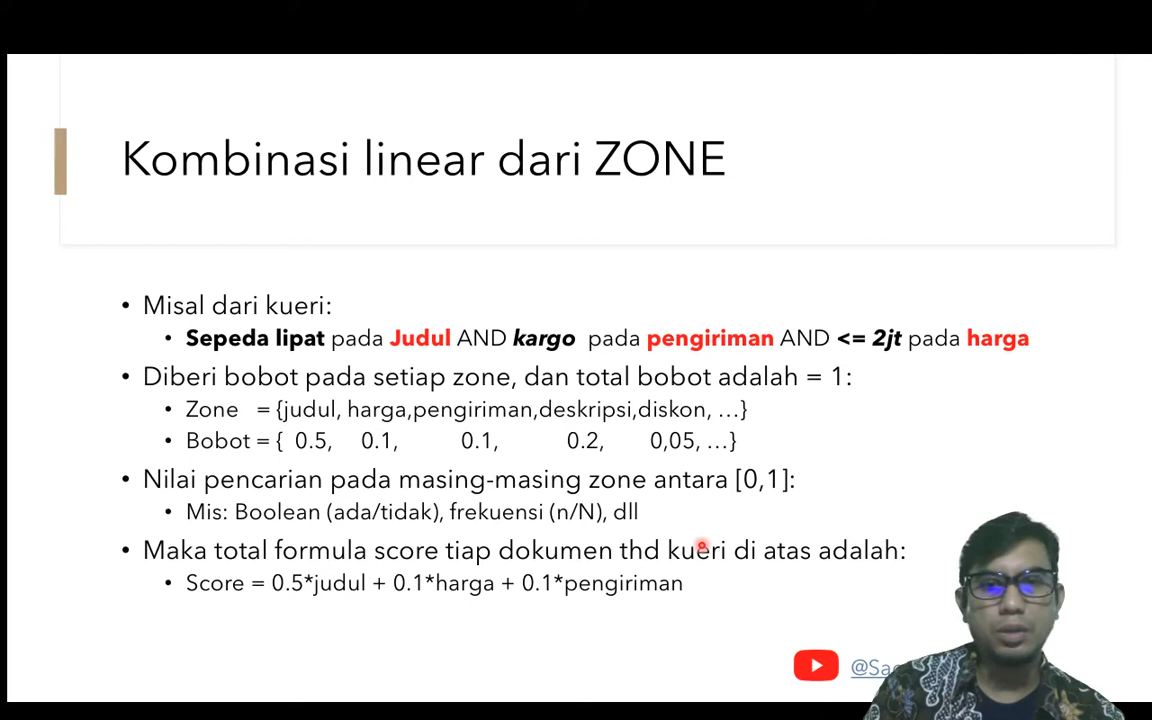 Kombinasi linear dari ZONE
• Misal dari kueri:
• Sepeda lipat pada Judul AND kargo pada pengiriman AND <= 2jt pada harga
• Diberi bobot pada setiap zone, dan total bobot adalah = 1:
• Zone = {judul, harga,pengiriman,deskripsi,diskon, ...}
• Bobot = { 0.5, 0.1, 0.1, 0.2, 0,05, ...}
• Nilai pencarian pada masing-masing zone antara [0,1]:
• Mis: Boolean (ada/tidak), frekuensi (n/N), dll
• Maka total formula score tiap dokumen thd kueri di atas adalah:
• Score = 0.5*judul + 0.1*harga + 0.1*pengiriman